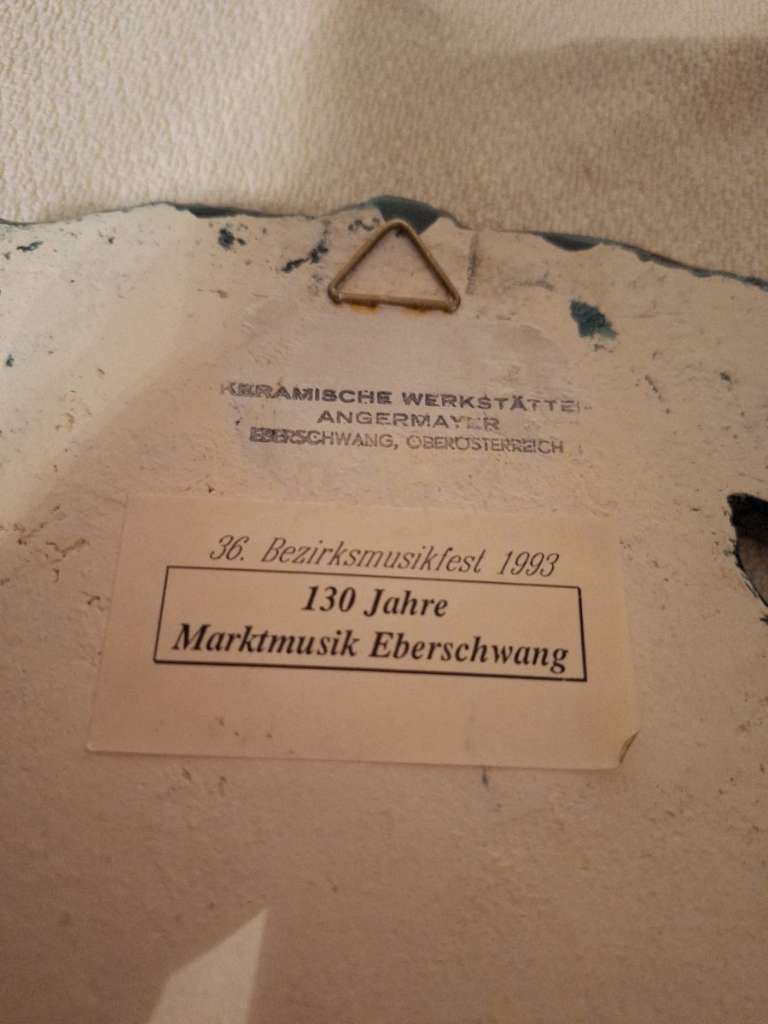 KERAMISCHE WERKSTÄTTEN
ANGERMAYER
EBERSCHWANG, OBERÖSTERREICH
36. Bezirksmusikfest 1993
130 Jahre
Marktmusik Eberschwang